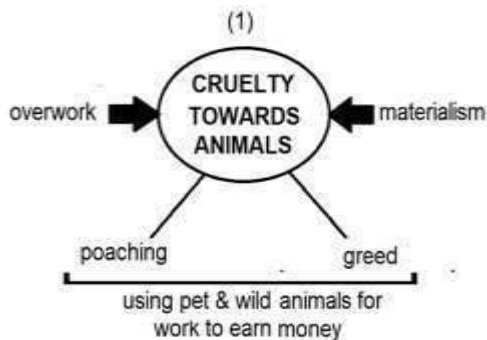 (1)
CRUELTY
TOWARDS
ANIMALS
overwork
materialism
poaching
greed
using pet & wild animals for
work to earn money